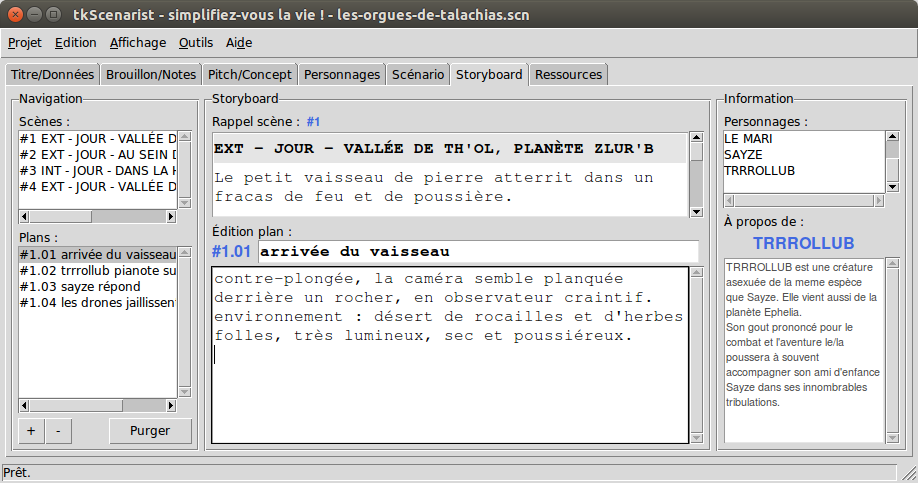 tkScenarist - simplifiez-vous la vie ! - les-orgues-de-talachias.scn
Projet Edition Affichage Outils Aide
Titre/Données Brouillon/Notes Pitch/Concept Personnages Scénario Storyboard Ressources
Navigation
Scènes :
#1 EXT - JOUR - VALLÉE D
#2 EXT - JOUR - AU SEIN D
#3 INT - JOUR - DANS LA H
#4 EXT - JOUR - VALLÉE D
Plans :
#1.01 arrivée du vaisseau
#1.02 trrrollub pianote su
#1.03 sayze répond
#1.04 les drones jaillissent
+ - Purger
Storyboard
Rappel scène : #1
EXT - JOUR - VALLÉE DE TH'OL, PLANÈTE ZLUR'B
Le petit vaisseau de pierre atterrit dans un
fracas de feu et de poussière.
Édition plan :
#1.01 arrivée du vaisseau
contre-plongée, la caméra semble planquée
derrière un rocher, en observateur craintif.
environnement : désert de rocailles et d'herbes
folles, très lumineux, sec et poussiéreux.
Information
Personnages :
LE MARI
SAYZE
TRRROLLUB
À propos de :
TRRROLLUB
TRRROLLUB est une créature
asexuée de la meme espèce
que Sayze. Elle vient aussi de la
planète Ephelia.
Son gout prononcé pour le
combat et l'aventure le/la
poussera à souvent
accompagner son ami d'enfance
Sayze dans ses innombrables
tribulations.
Prêt.